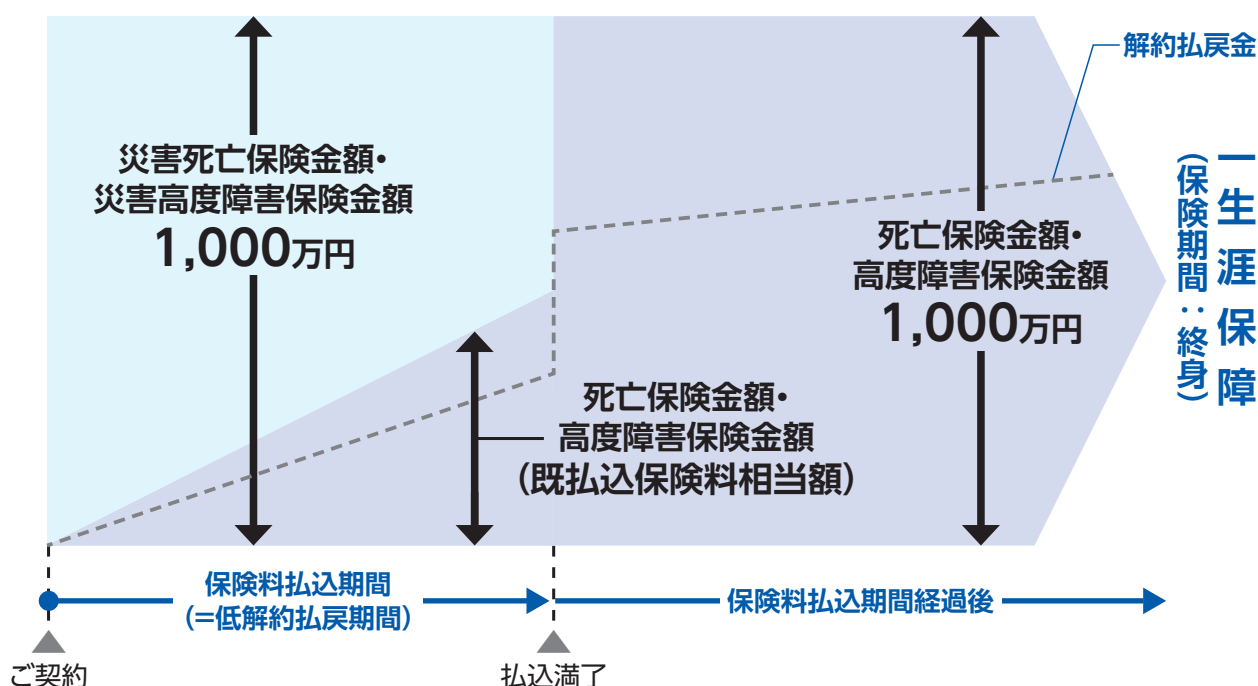 解約払戻金
災害死亡保険金額・
災害高度障害保険金額
1,000万円
死亡保険金額・
高度障害保険金額
1,000万円
一生涯保障
（保険期間：終身）
死亡保険金額・
高度障害保険金額
（既払込保険料相当額）
保険料払込期間
（=低解約払戻期間）
保険料払込期間経過後
ご契約
払込満了